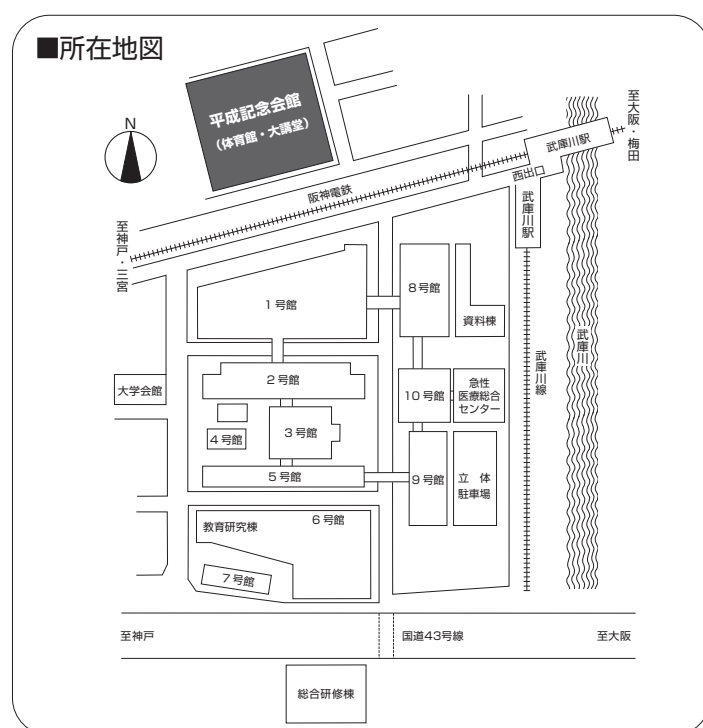 ■所在地図
平成記念会館
(体育館・大講堂)
N
至大阪・梅田
武庫川駅
西出口
阪神電鉄
武庫川駅
至神戸・三宮
1号館
8号館
資料棟
武庫川
武庫川線
大学会館
2号館
10号館
急性
医療総合
センター
3号館
4号館
5号館
9号館
立 体
駐車場
教育研究棟
6号館
7号館
至神戸
国道43号線
至大阪
総合研修棟